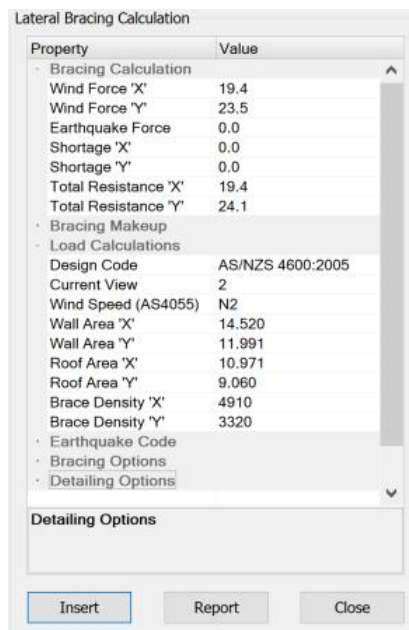 Lateral Bracing Calculation
Property Value
Bracing Calculation
Wind Force 'X' 19.4
Wind Force 'Y' 23.5
Earthquake Force 0.0
Shortage 'X' 0.0
Shortage 'Y' 0.0
Total Resistance 'X' 19.4
Total Resistance 'Y' 24.1
Bracing Makeup
Load Calculations
Design Code AS/NZS 4600:2005
Current View 2
Wind Speed (AS4055) N2
Wall Area 'X' 14.520
Wall Area 'Y' 11.991
Roof Area 'X' 10.971
Roof Area 'Y' 9.060
Brace Density 'X' 4910
Brace Density 'Y' 3320
Earthquake Code
Bracing Options
Detailing Options
Detailing Options
Insert Report Close